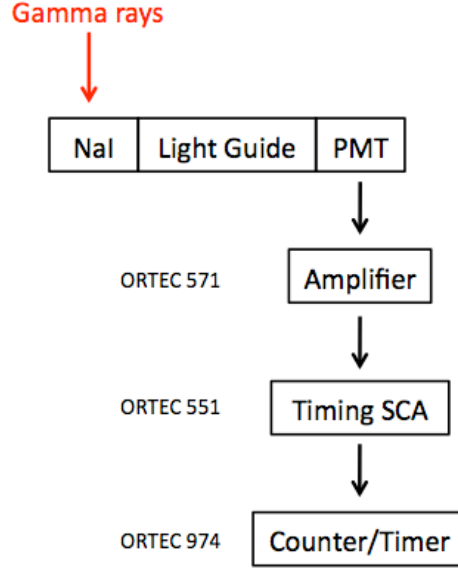 Gamma rays
NaI Light Guide PMT
ORTEC 571 Amplifier
ORTEC 551 Timing SCA
ORTEC 974 Counter/Timer